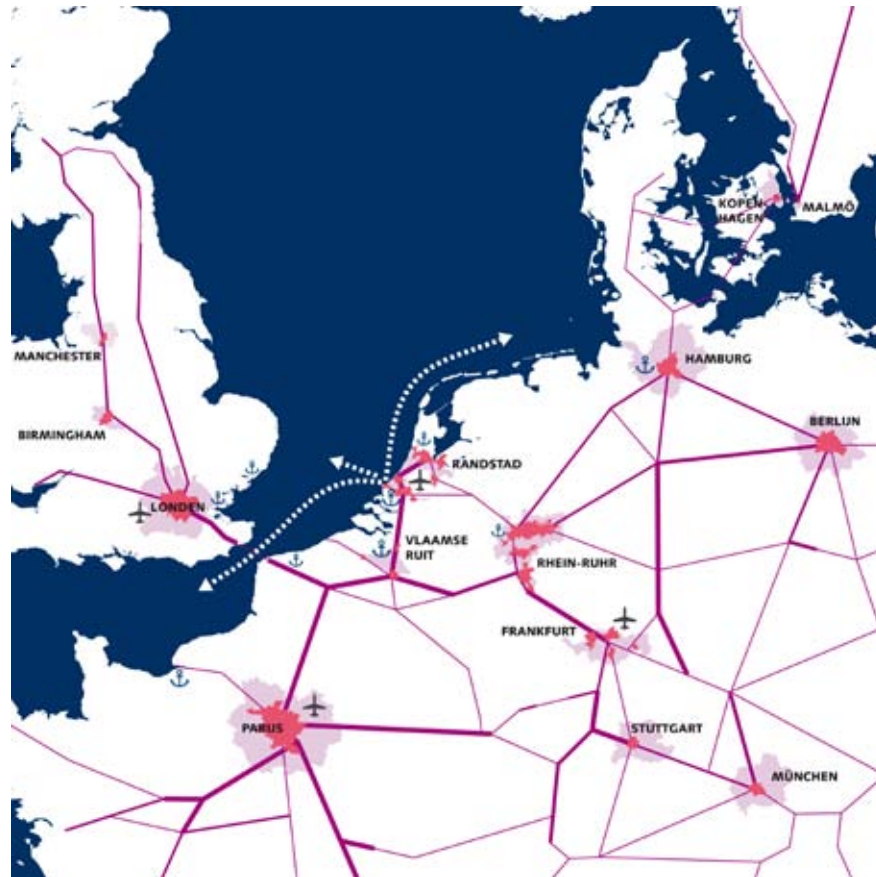 KOPEN
HAGEN
MALMÖ
MANCHESTER
HAMBURG
BIRMINGHAM
BERLIJN
RANDSTAD
LONDEN
VLAAMSE
RUIT
RHEIN-RUHR
FRANKFURT
PARIJS
STUTTGART
MÜNCHEN